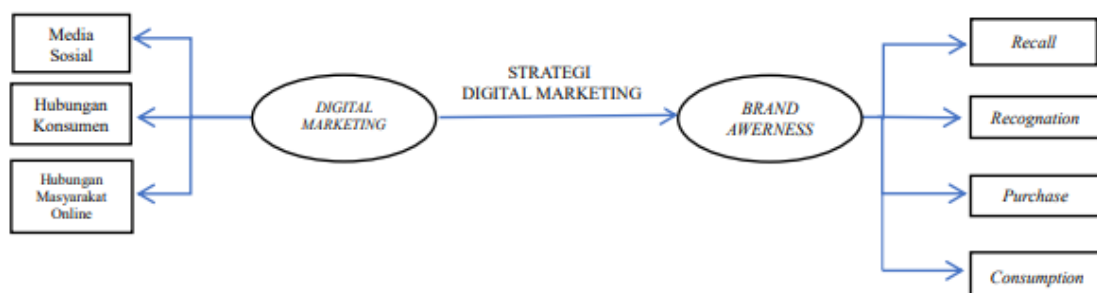 Media
Sosial
Hubungan
Konsumen
Hubungan
Masyarakat
Online
DIGITAL
MARKETING
STRATEGI
DIGITAL MARKETING
BRAND
AWERNESS
Recall
Recognation
Purchase
Consumption